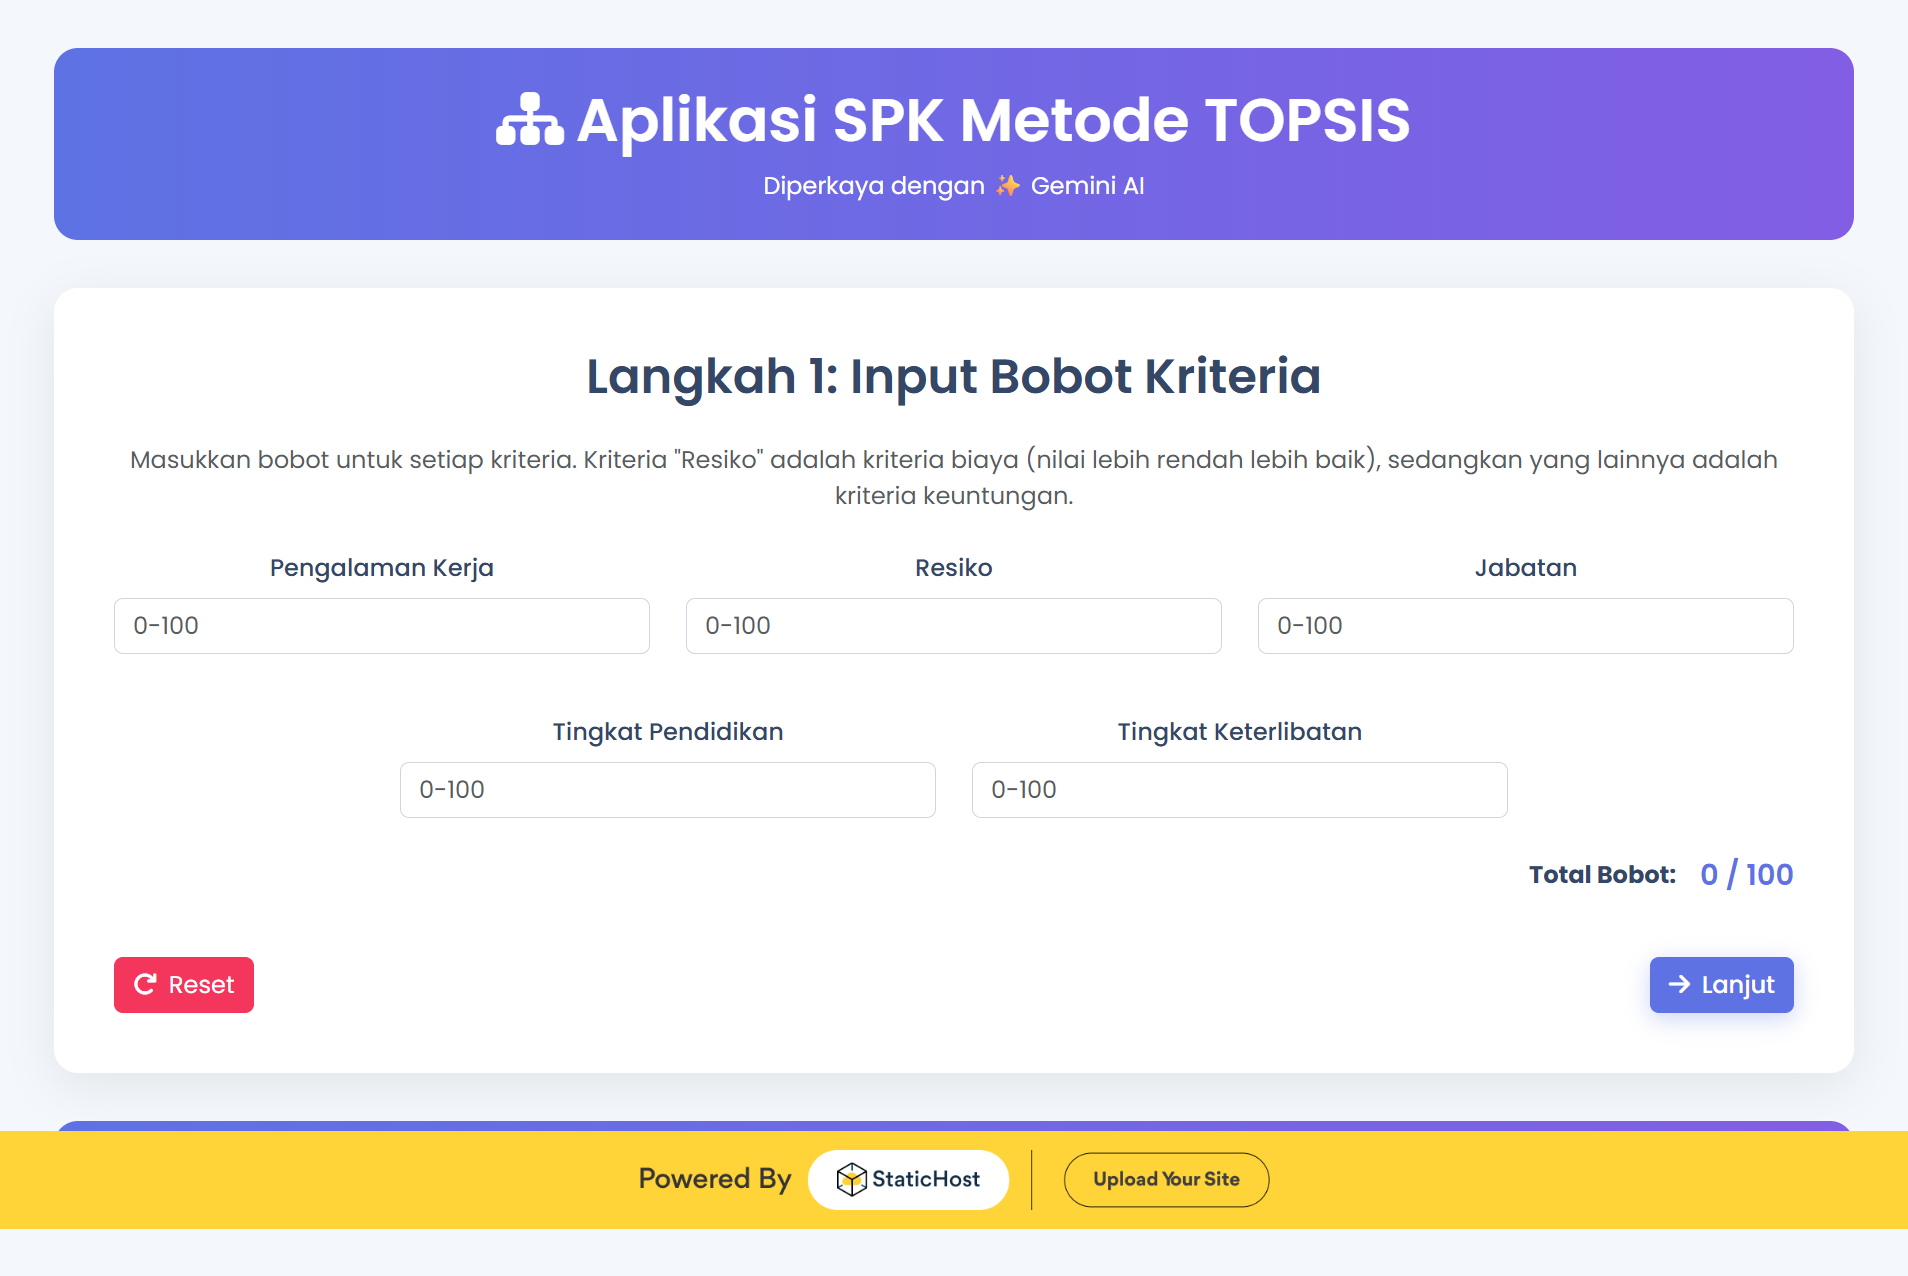 Aplikasi SPK Metode TOPSIS
Diperkaya dengan ✨ Gemini AI
Langkah 1: Input Bobot Kriteria
Masukkan bobot untuk setiap kriteria. Kriteria "Resiko" adalah kriteria biaya (nilai lebih rendah lebih baik), sedangkan yang lainnya adalah
kriteria keuntungan.
Pengalaman Kerja
0-100
Resiko
0-100
Jabatan
0-100
Tingkat Pendidikan
0-100
Tingkat Keterlibatan
0-100
Total Bobot: 0 / 100
Reset
Lanjut
Powered By StaticHost Upload Your Site